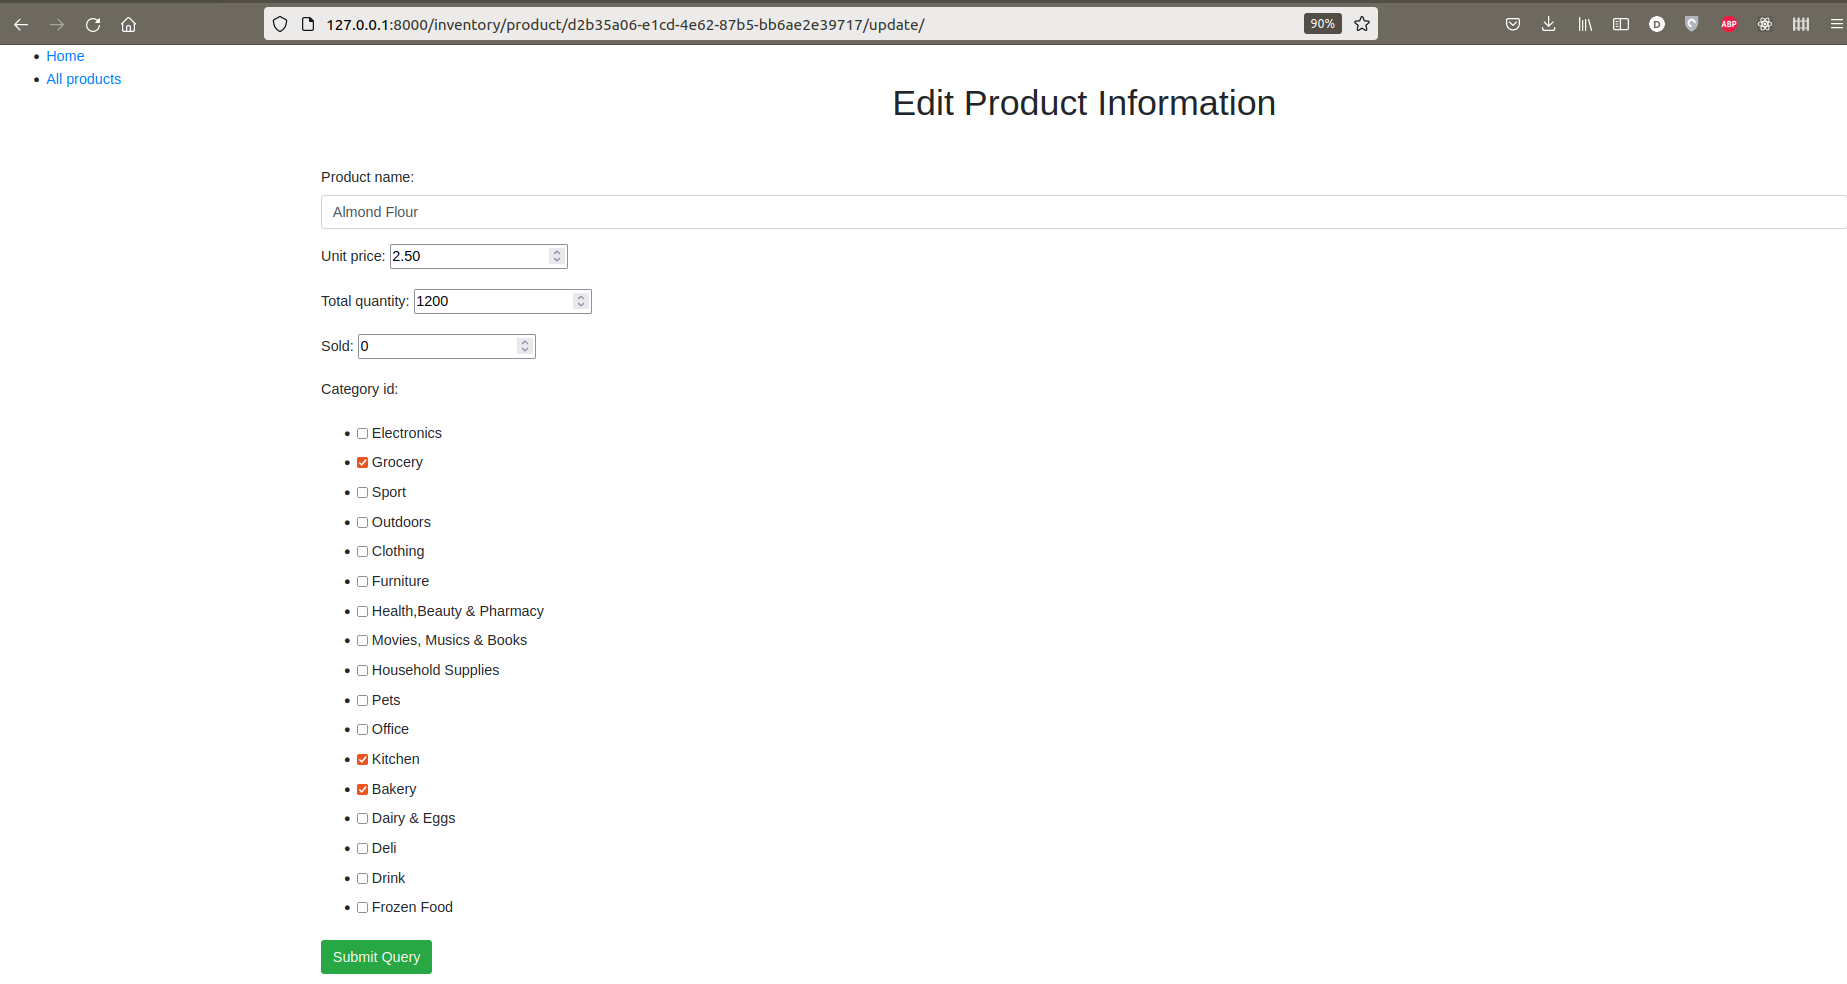 127.0.0.1:8000/inventory/product/d2b35a06-e1cd-4e62-87b5-bb6ae2e39717/update/
90%
D
ABP
Home
All products
Edit Product Information
Product name:
Almond Flour
Unit price: 2.50
Total quantity: 1200
Sold: 0
Category id:
Electronics
Grocery
Sport
Outdoors
Clothing
Furniture
Health,Beauty & Pharmacy
Movies, Musics & Books
Household Supplies
Pets
Office
Kitchen
Bakery
Dairy & Eggs
Deli
Drink
Frozen Food
Submit Query